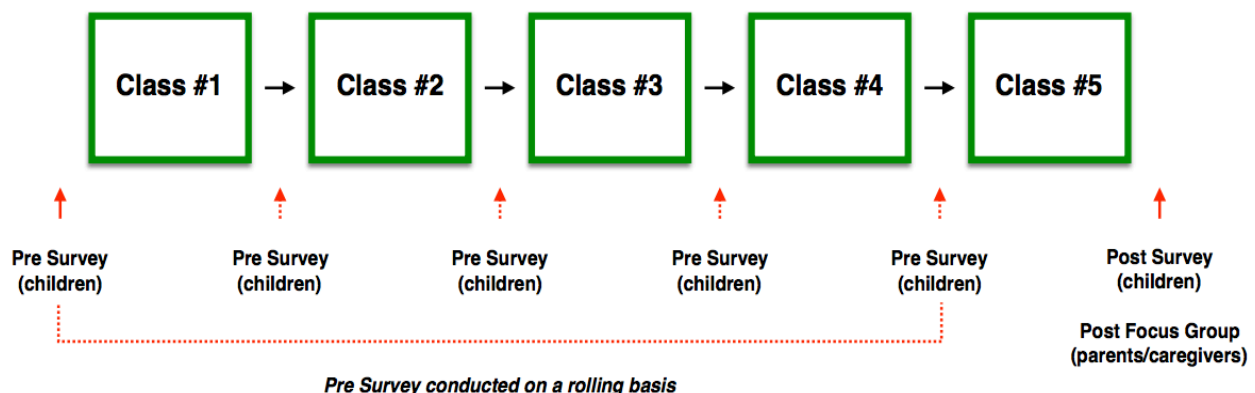 Class #1
Class #2
Class #3
Class #4
Class #5
Pre Survey
(children)
Pre Survey
(children)
Pre Survey
(children)
Pre Survey
(children)
Pre Survey
(children)
Post Survey
(children)
Post Focus Group
(parents/caregivers)
Pre Survey conducted on a rolling basis